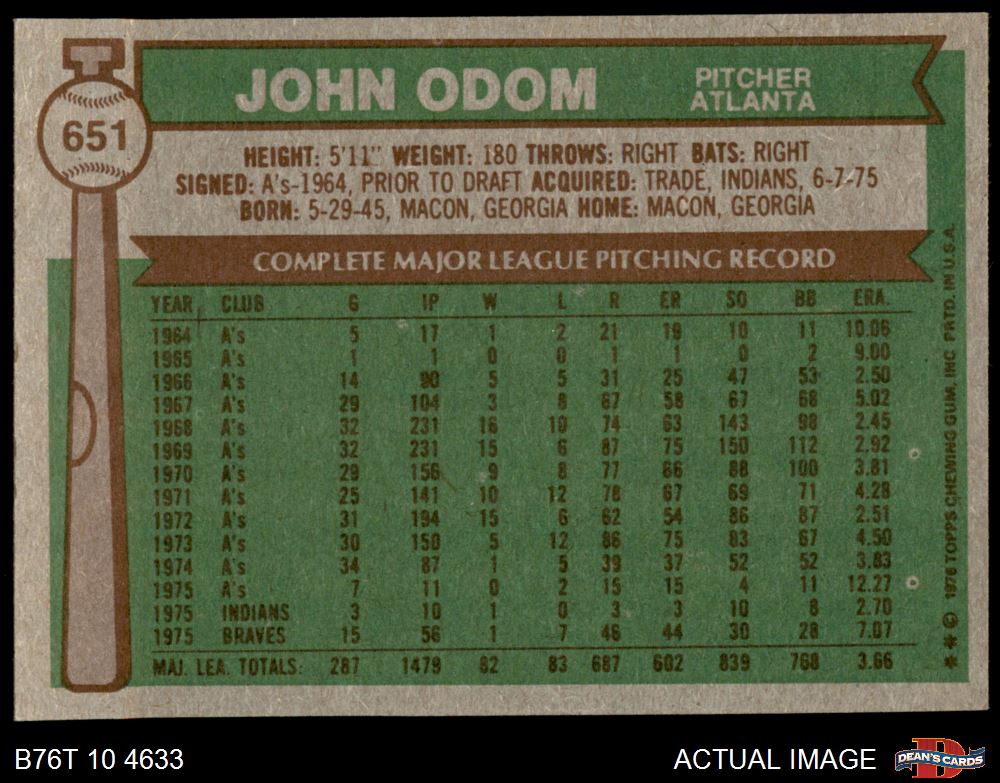 T
651
JOHN ODOM
PITCHER
ATLANTA
HEIGHT: 5'11" WEIGHT: 180 THROWS: RIGHT BATS: RIGHT
SIGNED: A's-1964, PRIOR TO DRAFT ACQUIRED: TRADE, INDIANS, 6-7-75
BORN: 5-29-45, MACON, GEORGIA HOME: MACON, GEORGIA
COMPLETE MAJOR LEAGUE PITCHING RECORD
YEAR CLUB G IP W L R ER SO BB ERA.
1964 A's 5 17 1 2 21 19 10 11 10.06
1965 A's 1 1 0 0 1 1 0 2 9.00
1966 A's 14 90 5 5 31 25 47 53 2.50
1967 A's 29 104 3 8 67 58 67 68 5.02
1968 A's 32 231 16 10 74 63 143 98 2.45
1969 A's 32 231 15 6 87 75 150 112 2.92
1970 A's 29 156 9 8 77 66 88 100 3.81
1971 A's 25 141 10 12 78 67 69 71 4.28
1972 A's 31 194 15 6 62 54 86 87 2.51
1973 A's 30 150 5 12 86 75 83 67 4.50
1974 A's 34 87 1 5 39 37 52 52 3.83
1975 A's 7 11 0 2 15 15 4 11 12.27
1975 INDIANS 3 10 1 0 3 3 10 8 2.70
1975 BRAVES 15 56 1 7 46 44 30 28 7.07
MAJ. LEA. TOTALS: 287 1479 82 83 687 602 839 768 3.66
**© 1976 TOPPS CHEWING GUM, INC PRTD. IN U.S.A.
B76T 10 4633
ACTUAL IMAGE
D
DEAN'S CARDS